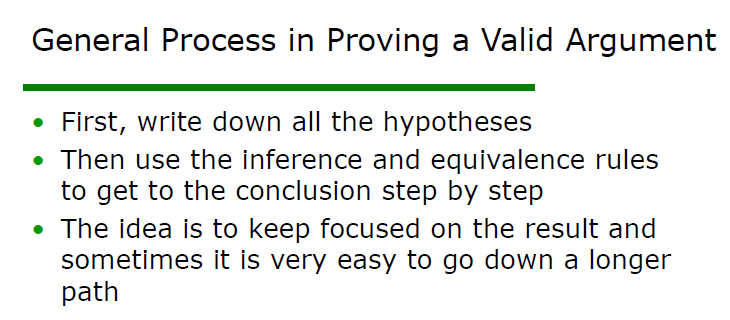 General Process in Proving a Valid Argument
• First, write down all the hypotheses
• Then use the inference and equivalence rules
to get to the conclusion step by step
• The idea is to keep focused on the result and
sometimes it is very easy to go down a longer
path